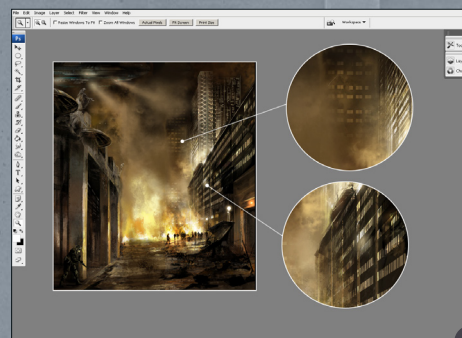 File Edit Image Layer Select Filter View Window Help
Resize Windows To Fit Zoom All Windows Actual Pixels Fit Screen Print Size
Workspace
Ps
T